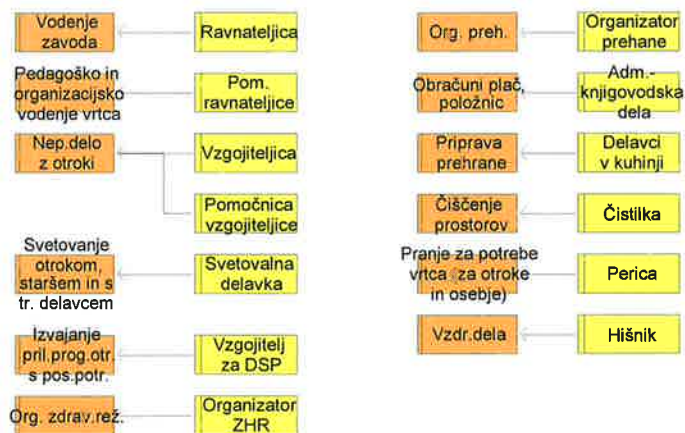 Vodenje
zavoda
Ravnateljica
Pedagoško in
organizacijsko
vodenje vrtca
Pom.
ravnateljice
Nep.delo
z otroki
Vzgojiteljica
Pomočnica
vzgojiteljice
Svetovanje
otrokom,
staršem in s
tr. delavcem
Svetovalna
delavka
Izvajanje
pril.prog.otr.
s pos.potr.
Vzgojitelj
za DSP
Org. zdrav.rež.
Organizator
ZHR
Org. preh.
Organizator
prehane
Obračuni plač,
položnic
Adm.-
knjigovodska
dela
Priprava
prehrane
Delavci
v kuhinji
Čiščenje
prostorov
Čistilka
Pranje za potrebe
vrtca (za otroke
in osebje)
Perica
Vzdr.dela
Hišnik